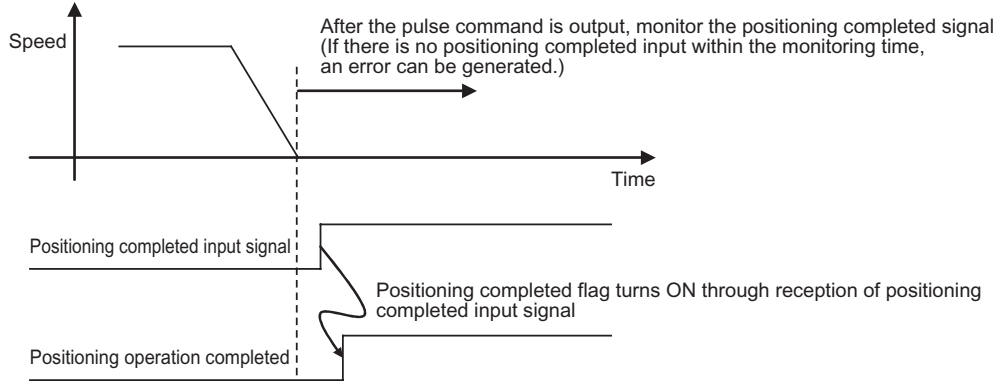 After the pulse command is output, monitor the positioning completed signal
(If there is no positioning completed input within the monitoring time,
an error can be generated.)
Speed
Time
Positioning completed input signal
Positioning completed flag turns ON through reception of positioning
completed input signal
Positioning operation completed